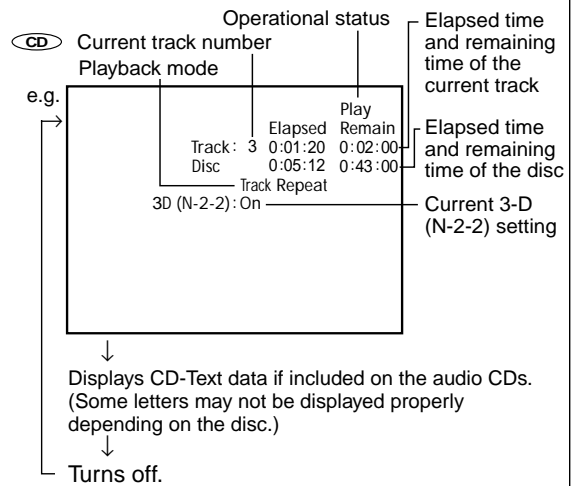 Operational status
CD Current track number
Playback mode
Elapsed time
and remaining
time of the
current track
e.g.
Play
Elapsed Remain
Track: 3 0:01:20 0:02:00
Disc 0:05:12 0:43:00
Track Repeat
3D (N-2-2): On
Elapsed time
and remaining
time of the disc
Current 3-D
(N-2-2) setting
Displays CD-Text data if included on the audio CDs.
(Some letters may not be displayed properly
depending on the disc.)
Turns off.